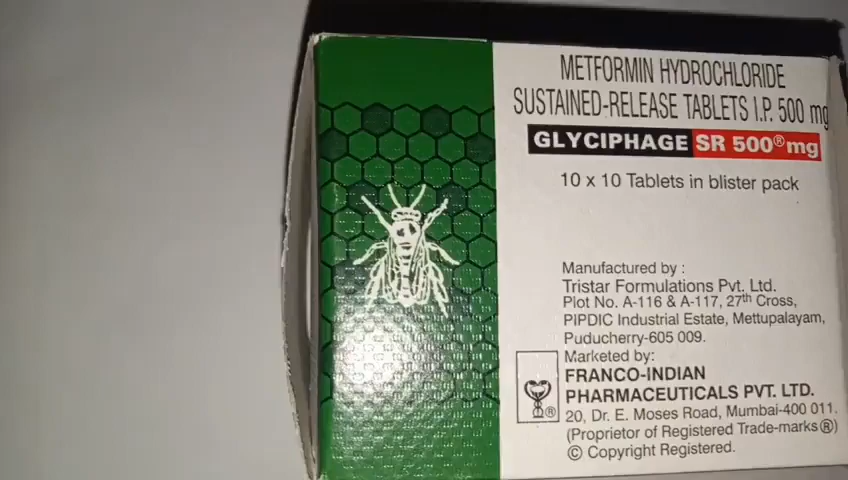 METFORMIN HYDROCHLORIDE
SUSTAINED-RELEASE TABLETS I.P. 500 mg
GLYCIPHAGE SR 500® mg
10 x 10 Tablets in blister pack
Manufactured by :
Tristar Formulations Pvt. Ltd.
Plot No. A-116 & A-117, 27th Cross,
PIPDIC Industrial Estate, Mettupalayam,
Puducherry-605 009.
Marketed by:
FRANCO-INDIAN
PHARMACEUTICALS PVT. LTD.
20, Dr. E. Moses Road, Mumbai-400 011.
(Proprietor of Registered Trade-marks ®)
© Copyright Registered.
®